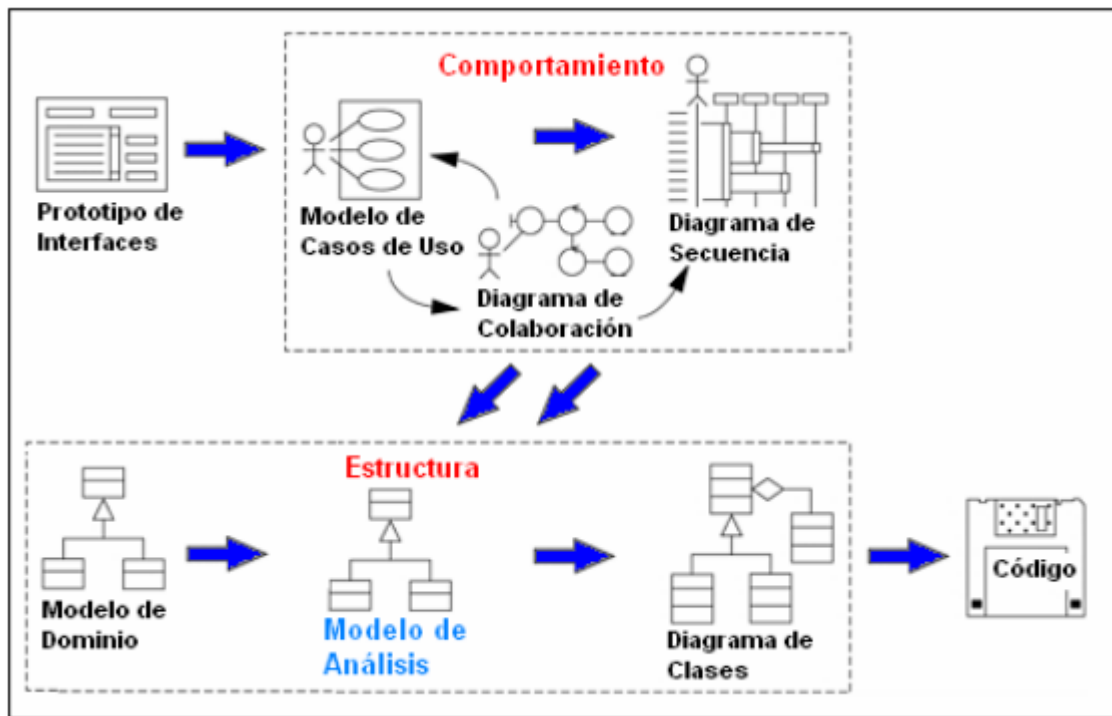 Comportamiento
Prototipo de
Interfaces
Modelo de
Casos de Uso
Diagrama de
Colaboración
Diagrama de
Secuencia
Estructura
Modelo de
Dominio
Modelo de
Análisis
Diagrama de
Clases
Código